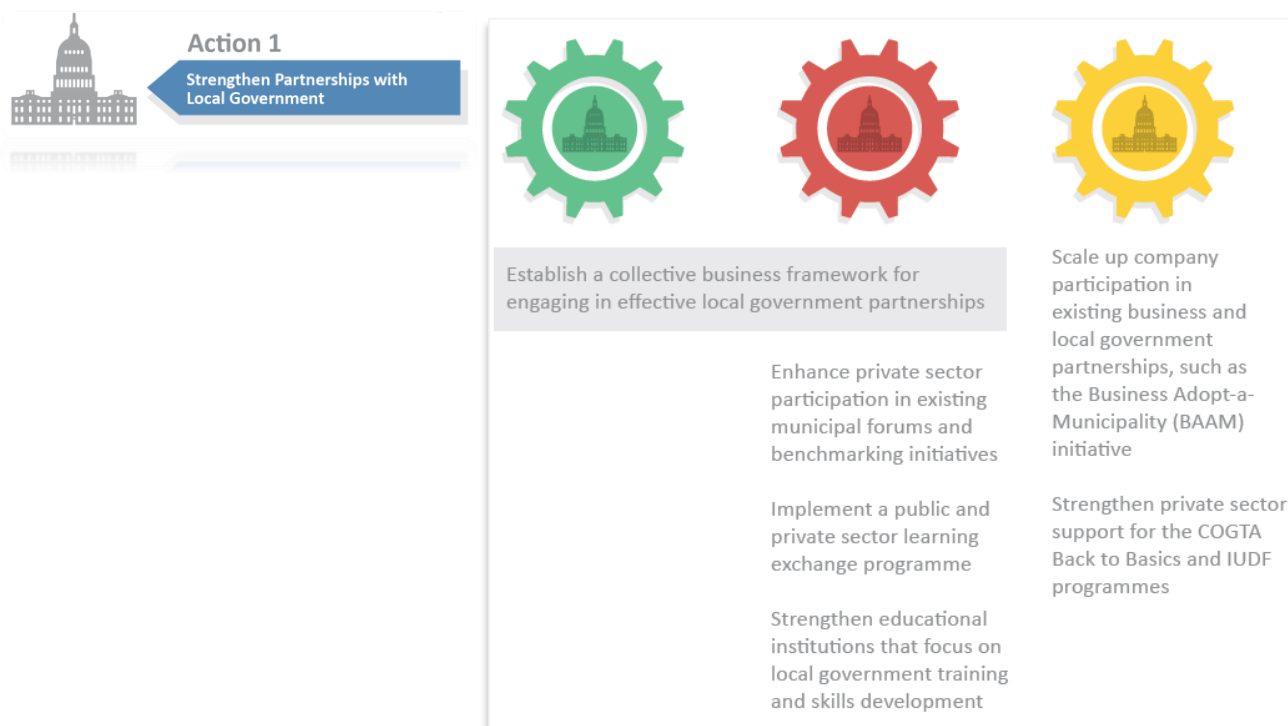 Action 1
Strengthen Partnerships with
Local Government
Establish a collective business framework for
engaging in effective local government partnerships
Enhance private sector
participation in existing
municipal forums and
benchmarking initiatives
Implement a public and
private sector learning
exchange programme
Strengthen educational
institutions that focus on
local government training
and skills development
Scale up company
participation in
existing business and
local government
partnerships, such as
the Business Adopt-a-
Municipality (BAAM)
initiative
Strengthen private sector
support for the COGTA
Back to Basics and IUDF
programmes